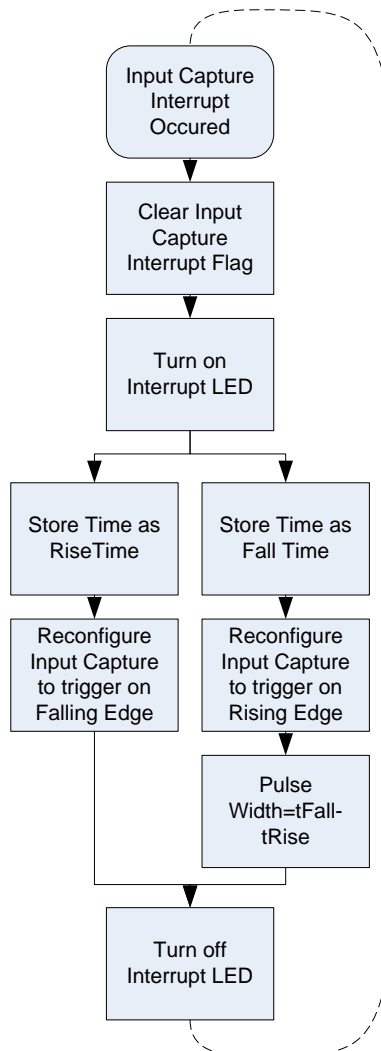 Input Capture
Interrupt
Occured
Clear Input
Capture
Interrupt Flag
Turn on
Interrupt LED
Store Time as
RiseTime
Store Time as
Fall Time
Reconfigure
Input Capture
to trigger on
Falling Edge
Reconfigure
Input Capture
to trigger on
Rising Edge
Pulse
Width=tFall-
tRise
Turn off
Interrupt LED